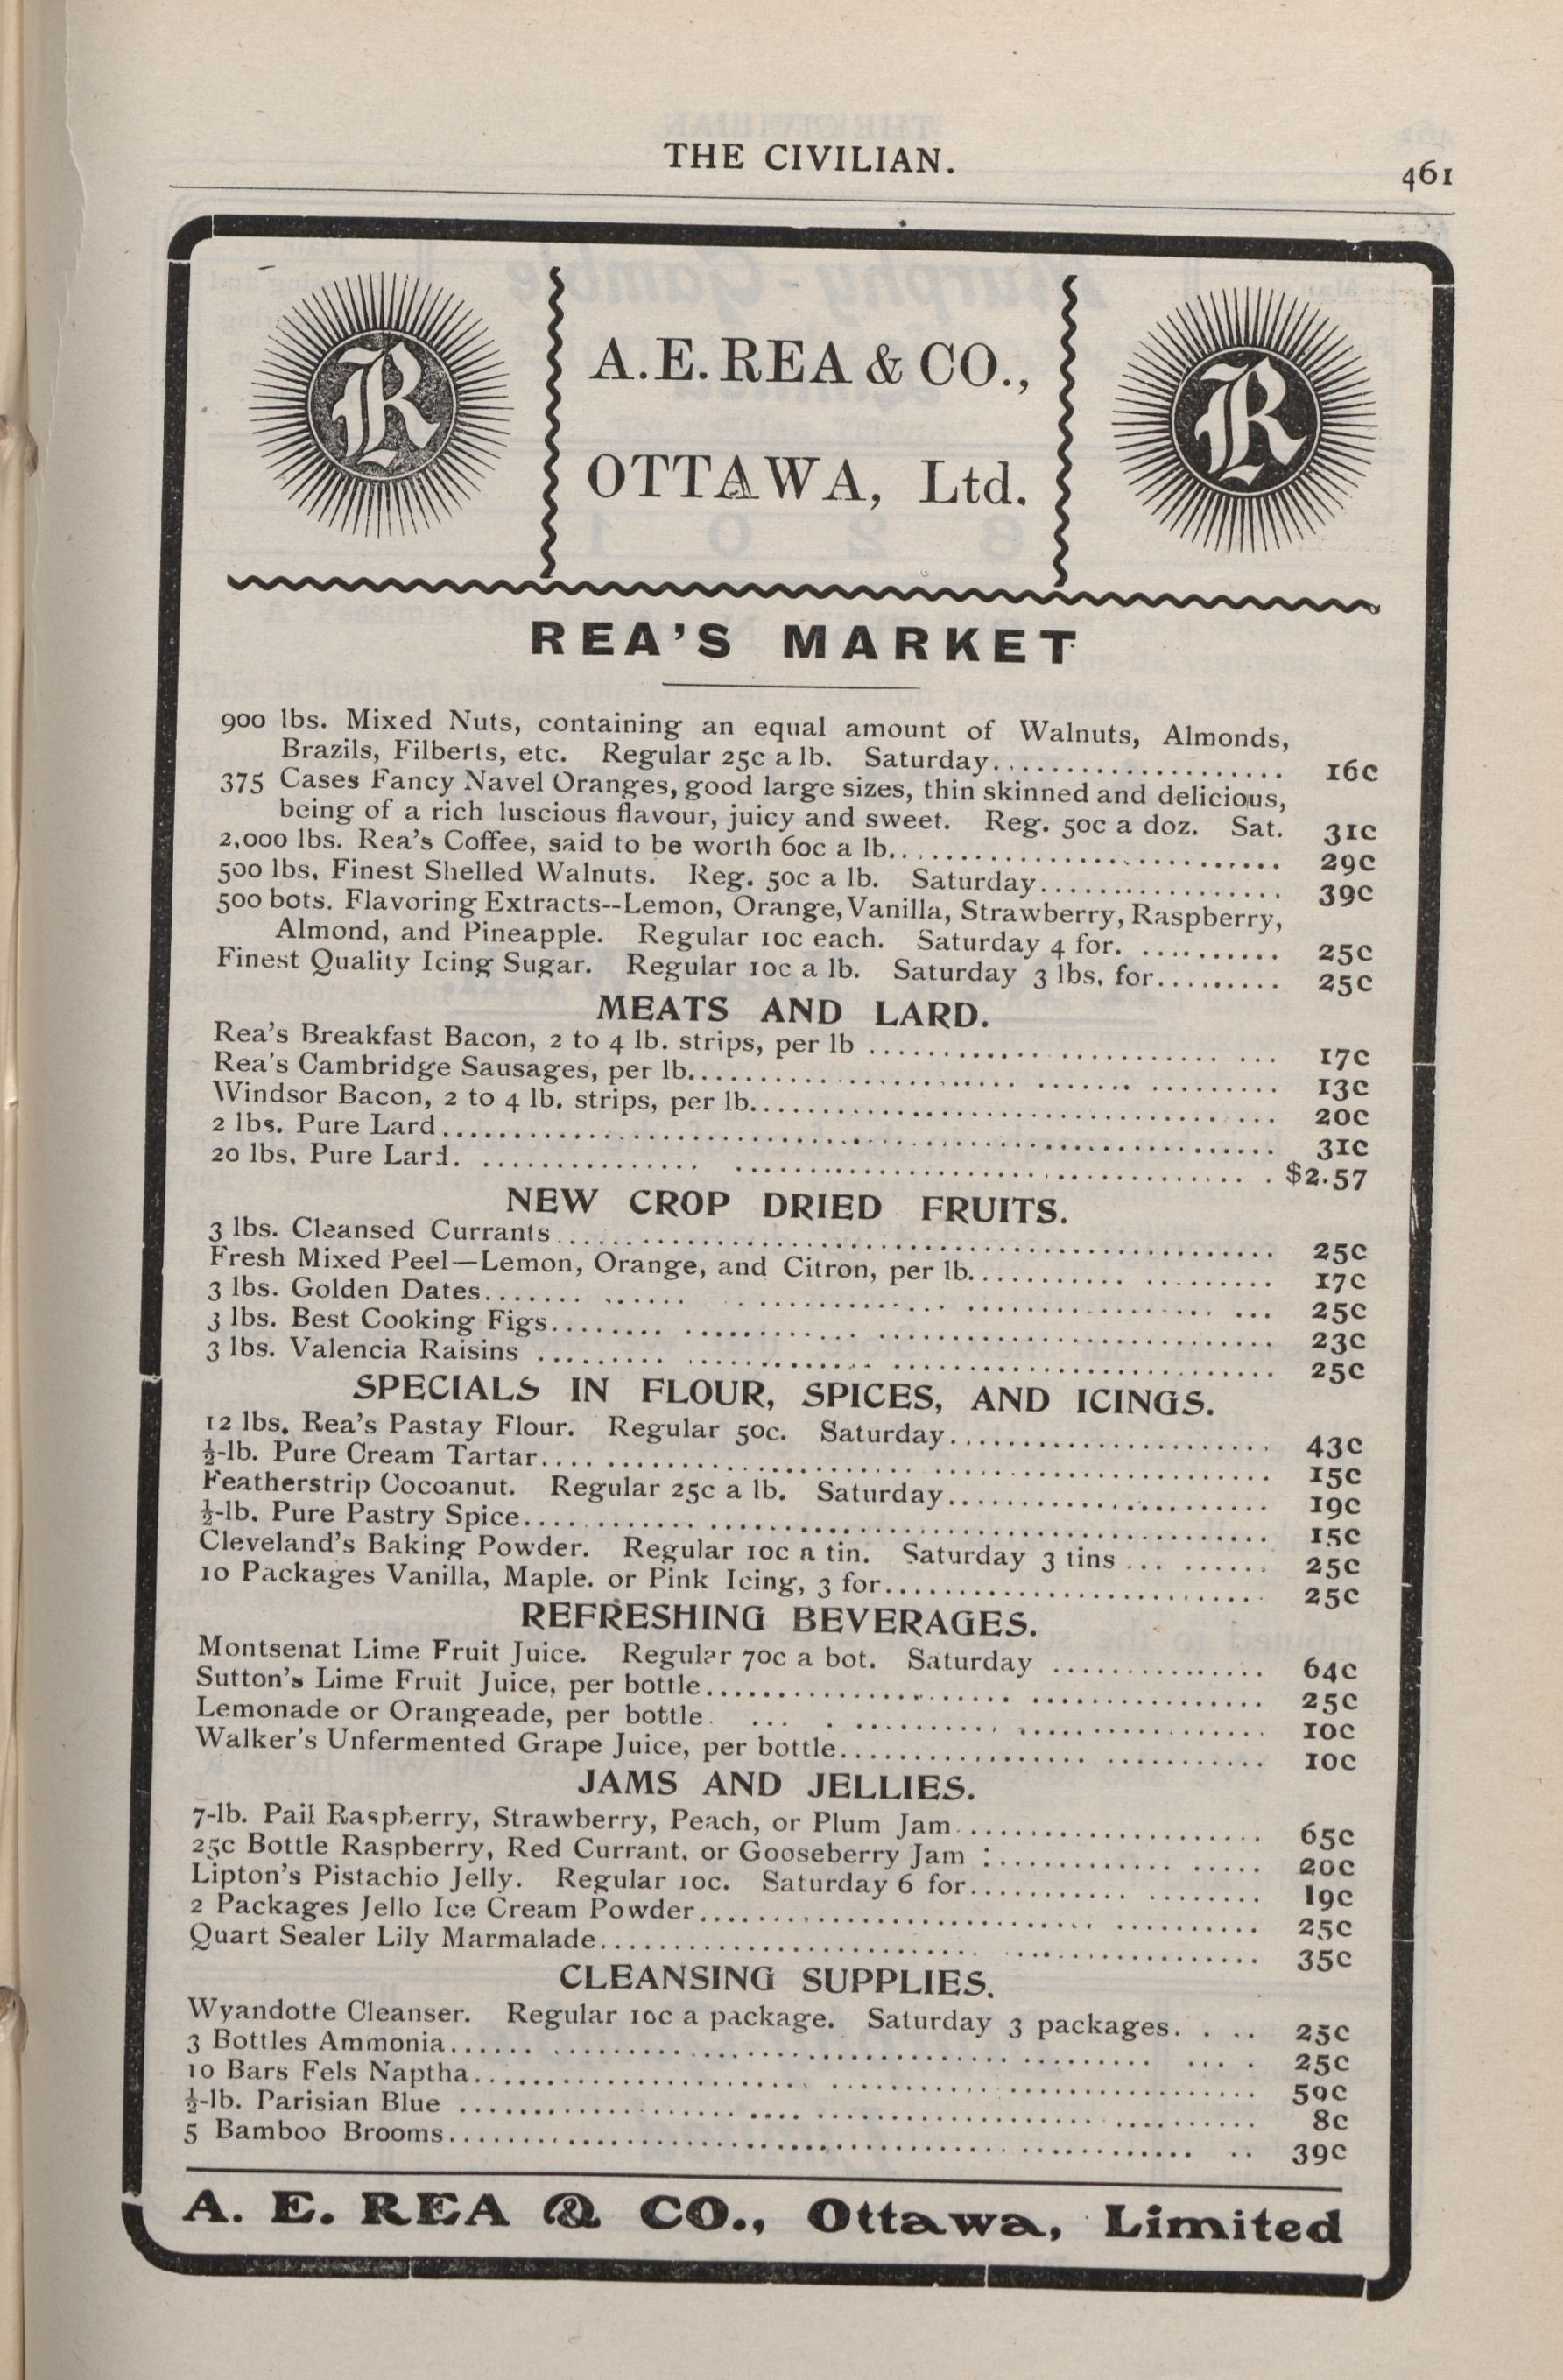 THE CIVILIAN.
461
R
A. E. REA & CO.,
R
OTTAWA, Ltd.
REA'S MARKET
900 lbs. Mixed Nuts, containing an equal amount of Walnuts, Almonds,
Brazils, Filberts, etc. Regular 25c a lb. Saturday.................... 16c
375 Cases Fancy Navel Oranges, good large sizes, thin skinned and delicious,
being of a rich luscious flavour, juicy and sweet. Reg. 50c a doz. Sat. 31c
2,000 lbs. Rea's Coffee, said to be worth 60c a lb........................... 29c
500 lbs. Finest Shelled Walnuts. Reg. 50c a lb. Saturday................. 39c
500 bots. Flavoring Extracts--Lemon, Orange, Vanilla, Strawberry, Raspberry,
Almond, and Pineapple. Regular 10c each. Saturday 4 for. .......... 25c
Finest Quality Icing Sugar. Regular 10c a lb. Saturday 3 lbs. for......... 25c
MEATS AND LARD.
Rea's Breakfast Bacon, 2 to 4 lb. strips, per lb ........................... 17c
Rea's Cambridge Sausages, per lb....................................... 13c
Windsor Bacon, 2 to 4 lb. strips, per lb.................................... 20c
2 lbs. Pure Lard......................................................... 31c
20 lbs. Pure Lard. ..................................................... $2.57
NEW CROP DRIED FRUITS.
3 lbs. Cleansed Currants................................................. 25c
Fresh Mixed Peel—Lemon, Orange, and Citron, per lb.................... 17c
3 lbs. Golden Dates..................................................... 25c
3 lbs. Best Cooking Figs................................................. 23c
3 lbs. Valencia Raisins ................................................. 25c
SPECIALS IN FLOUR, SPICES, AND ICINGS.
12 lbs. Rea's Pastay Flour. Regular 50c. Saturday...................... 43c
½-lb. Pure Cream Tartar................................................. 15c
Featherstrip Cocoanut. Regular 25c a lb. Saturday...................... 19c
½-lb. Pure Pastry Spice.................................................. 15c
Cleveland's Baking Powder. Regular 10c a tin. Saturday 3 tins ... ...... 25c
10 Packages Vanilla, Maple. or Pink Icing, 3 for.......................... 25c
REFRESHING BEVERAGES.
Montsenat Lime Fruit Juice. Regular 70c a bot. Saturday ............... 64c
Sutton's Lime Fruit Juice, per bottle...................................... 25c
Lemonade or Orangeade, per bottle. ................................... 10c
Walker's Unfermented Grape Juice, per bottle............................. 10c
JAMS AND JELLIES.
7-lb. Pail Raspberry, Strawberry, Peach, or Plum Jam..................... 65c
25c Bottle Raspberry, Red Currant. or Gooseberry Jam :................. 20c
Lipton's Pistachio Jelly. Regular 10c. Saturday 6 for.................... 19c
2 Packages Jello Ice Cream Powder...................................... 25c
Quart Sealer Lily Marmalade............................................. 35c
CLEANSING SUPPLIES.
Wyandotte Cleanser. Regular 10c a package. Saturday 3 packages. . .. 25c
3 Bottles Ammonia...................................................... 25c
10 Bars Fels Naptha..................................................... 59c
½-lb. Parisian Blue ..................................................... 8c
5 Bamboo Brooms...................................................... 39c
A. E. REA & CO., Ottawa, Limited